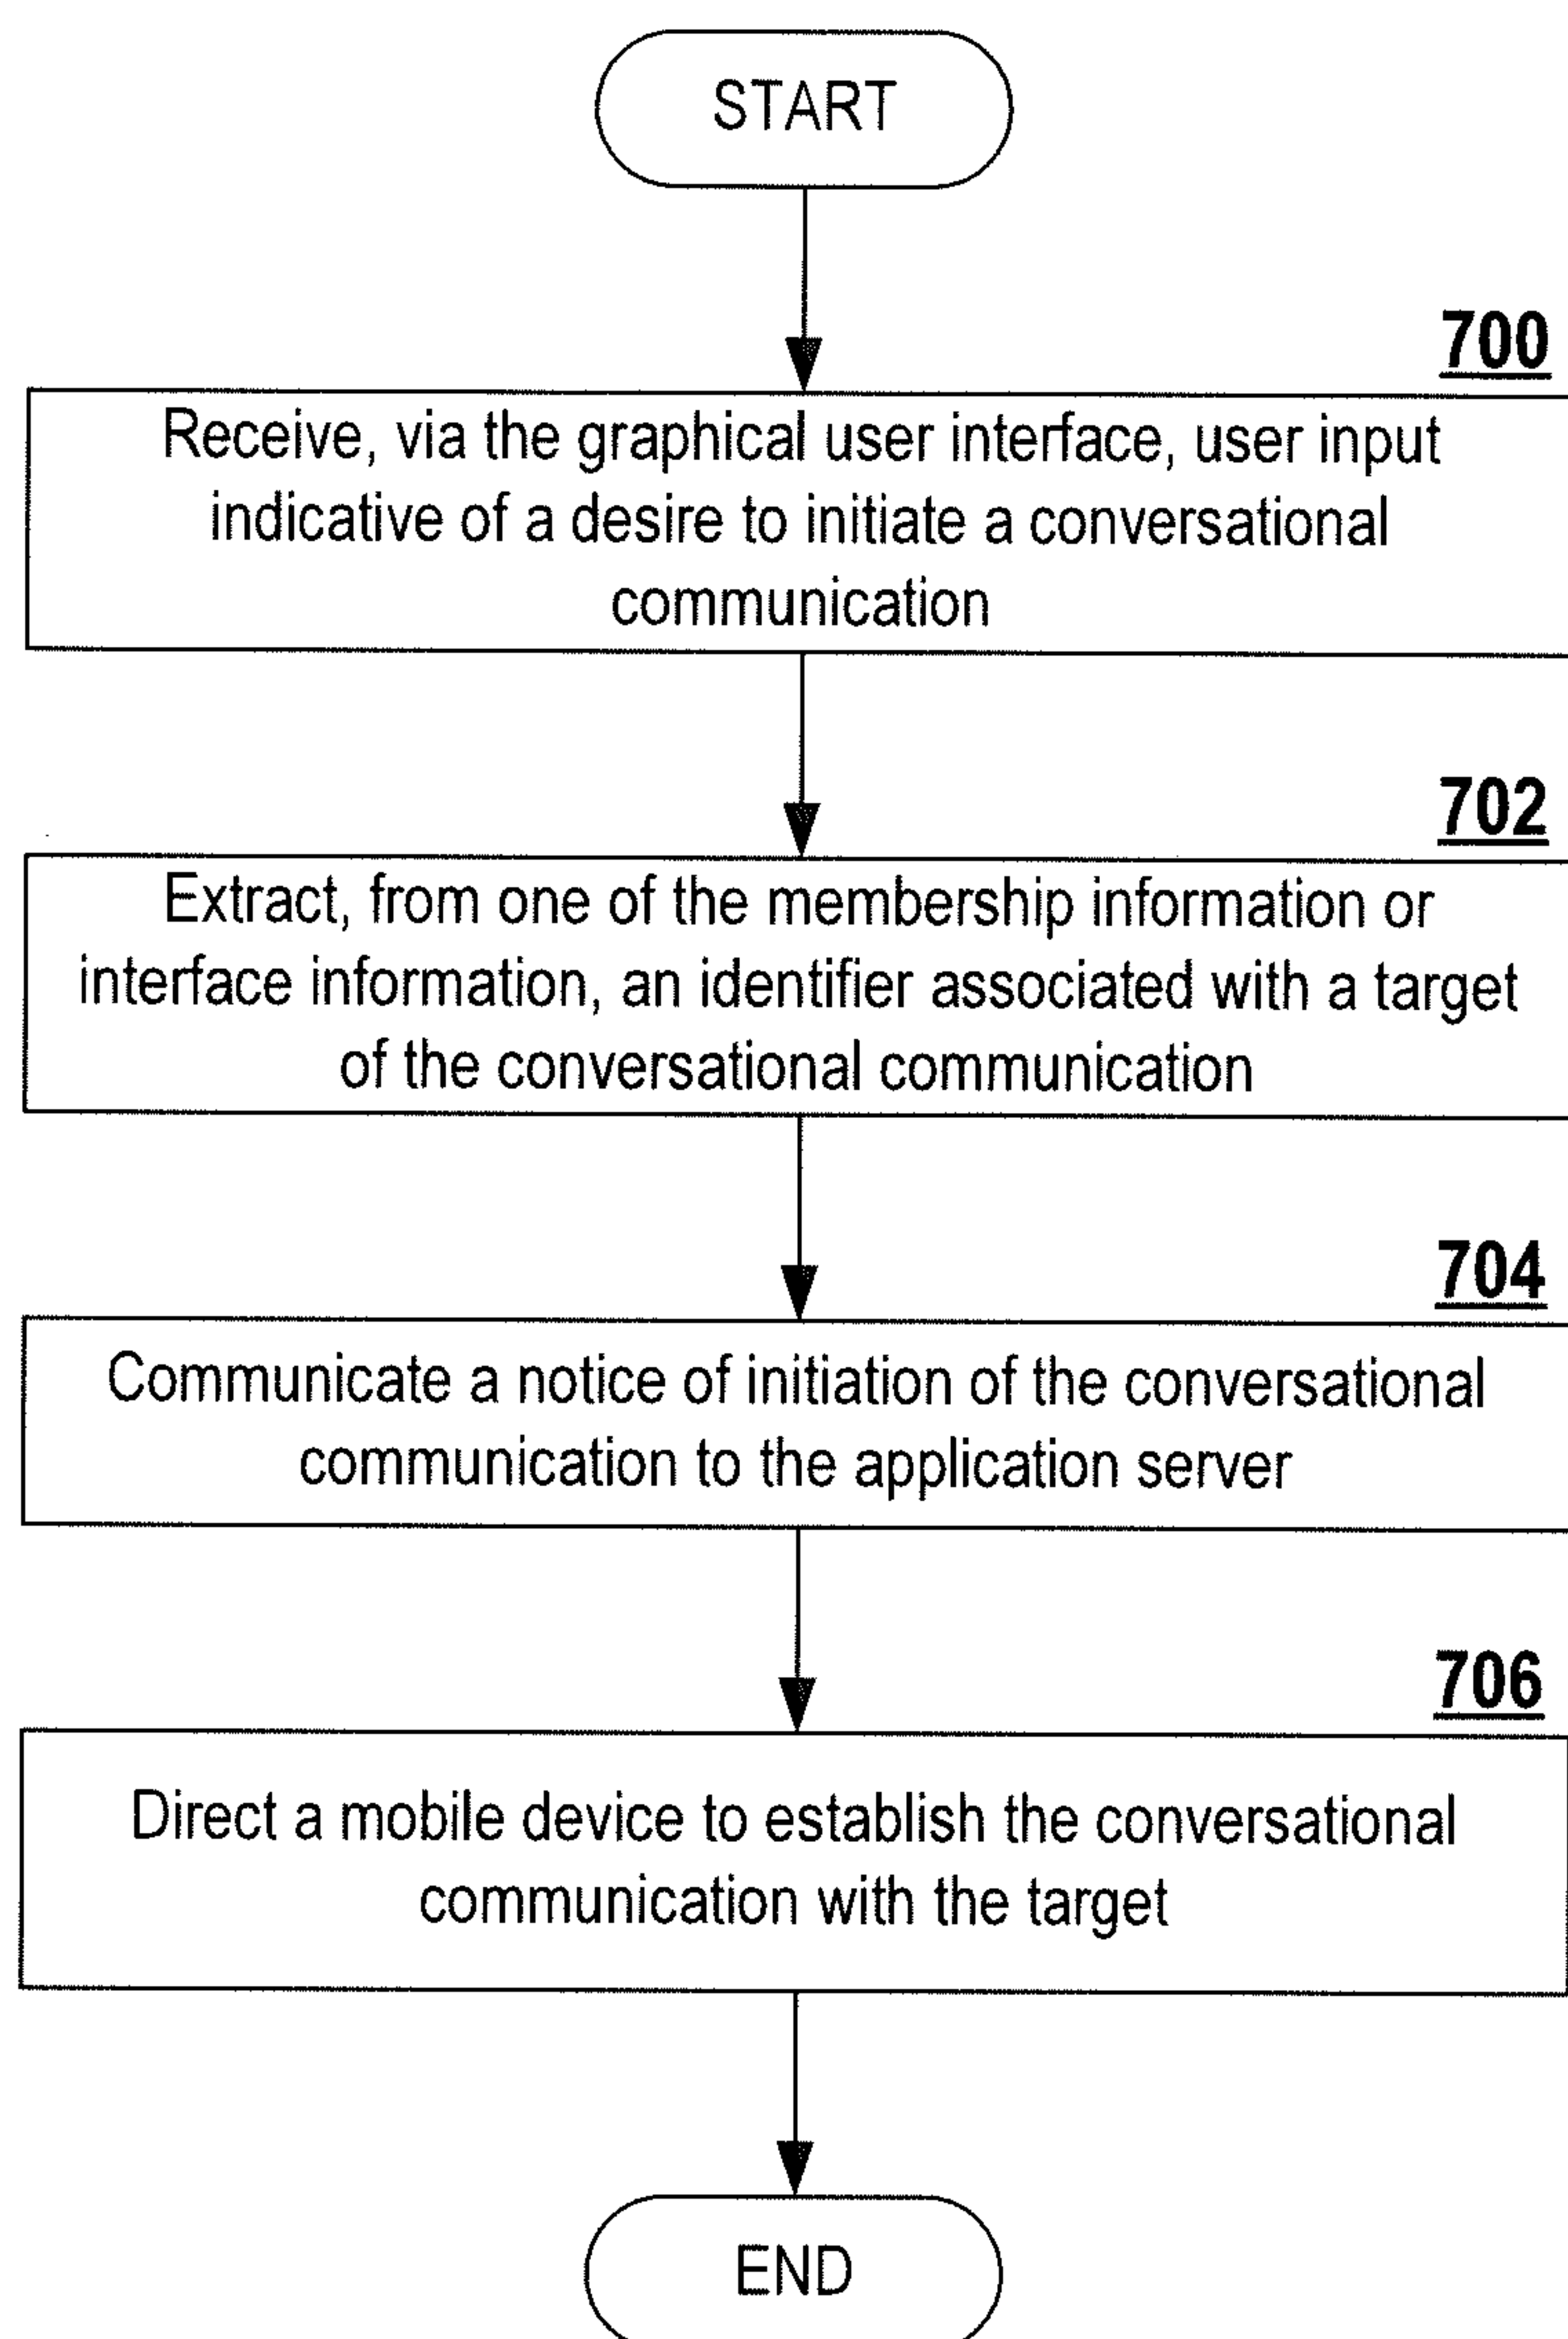 START
700
Receive, via the graphical user interface, user input
indicative of a desire to initiate a conversational
communication
702
Extract, from one of the membership information or
interface information, an identifier associated with a target
of the conversational communication
704
Communicate a notice of initiation of the conversational
communication to the application server
706
Direct a mobile device to establish the conversational
communication with the target
END